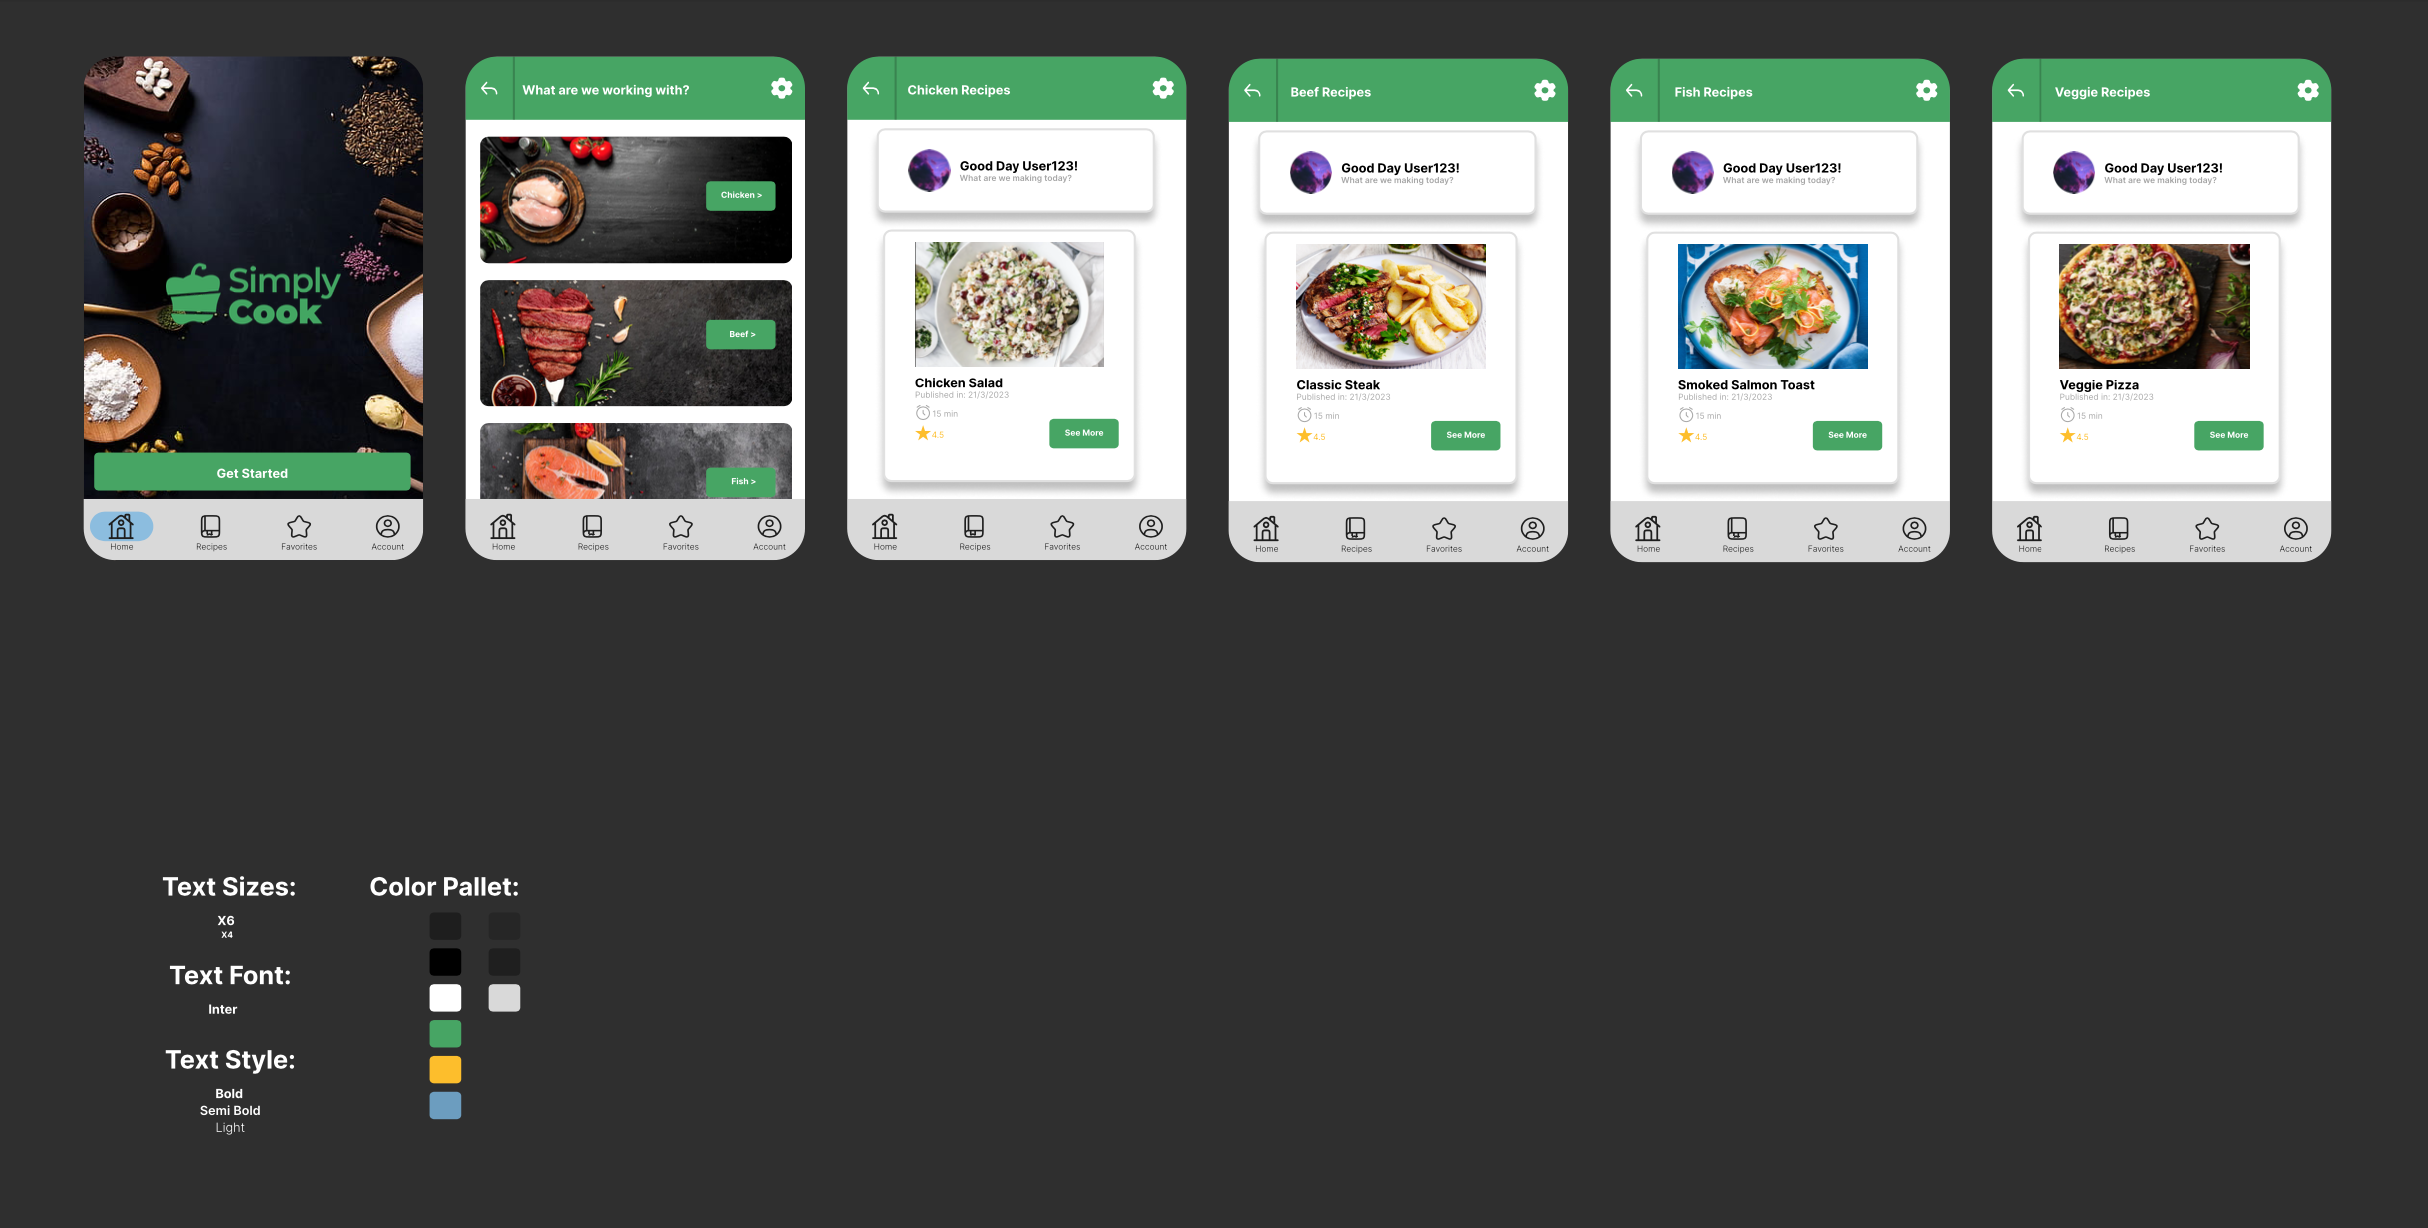 Simply
Cook
Get Started
Home
Recipes
Favorites
Account
What are we working with?
Chicken >
Beef >
Fish >
Home
Recipes
Favorites
Account
Chicken Recipes
Good Day User123!
What are we making today?
Chicken Salad
Published in: 21/3/2023
15 min
4.5
See More
Home
Recipes
Favorites
Account
Beef Recipes
Good Day User123!
What are we making today?
Classic Steak
Published in: 21/3/2023
15 min
4.5
See More
Home
Recipes
Favorites
Account
Fish Recipes
Good Day User123!
What are we making today?
Smoked Salmon Toast
Published in: 21/3/2023
15 min
4.5
See More
Home
Recipes
Favorites
Account
Veggie Recipes
Good Day User123!
What are we making today?
Veggie Pizza
Published in: 21/3/2023
15 min
4.5
See More
Home
Recipes
Favorites
Account
Text Sizes:
X6
X4
Text Font:
Inter
Text Style:
Bold
Semi Bold
Light
Color Pallet: